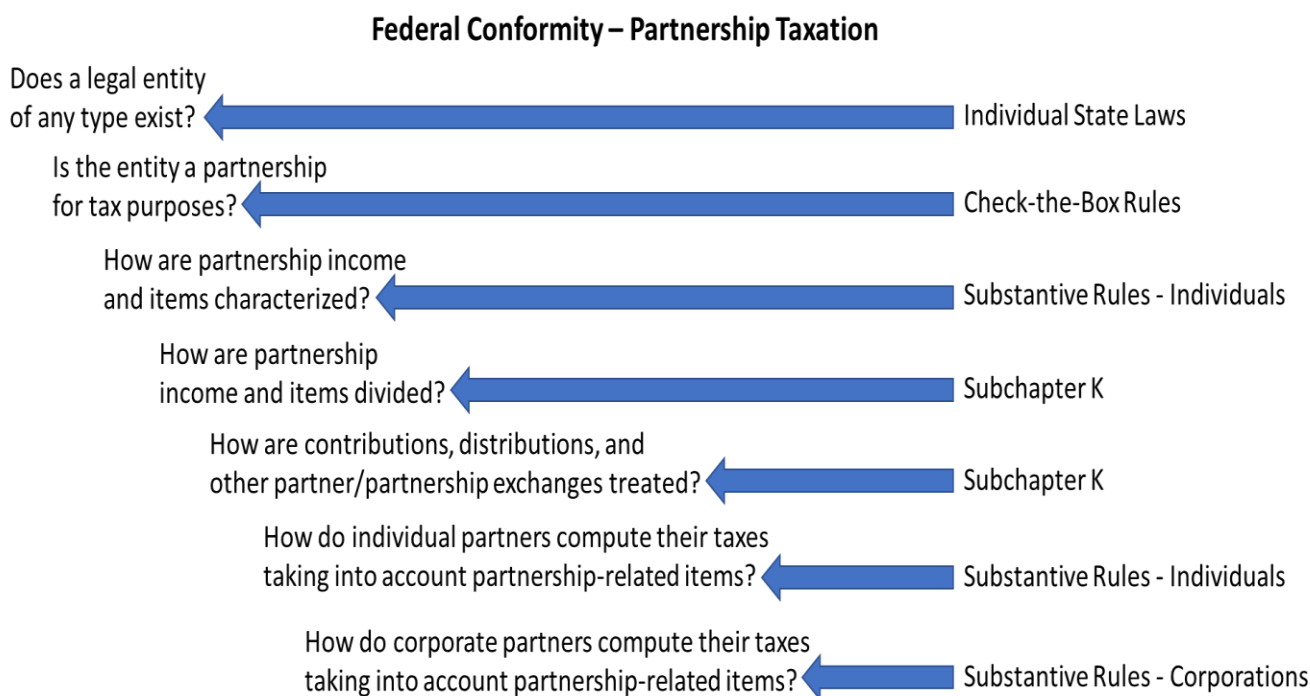 Federal Conformity – Partnership Taxation
Does a legal entity
of any type exist?
Individual State Laws
Is the entity a partnership
for tax purposes?
Check-the-Box Rules
How are partnership income
and items characterized?
Substantive Rules - Individuals
How are partnership
income and items divided?
Subchapter K
How are contributions, distributions, and
other partner/partnership exchanges treated?
Subchapter K
How do individual partners compute their taxes
taking into account partnership-related items?
Substantive Rules - Individuals
How do corporate partners compute their taxes
taking into account partnership-related items?
Substantive Rules - Corporations